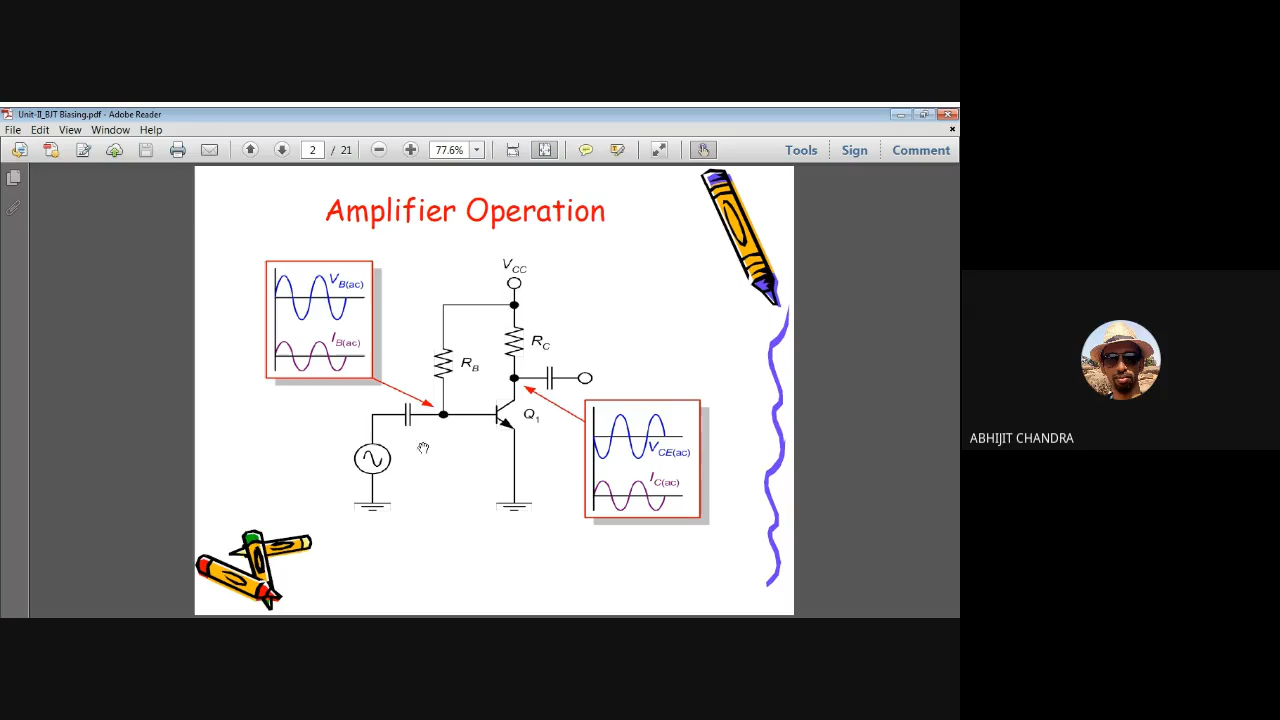 Unit-II_BJT Biasing.pdf - Adobe Reader
File Edit View Window Help
2 / 21 77.6% Tools Sign Comment
Amplifier Operation
VCC
VB(ac)
IB(ac)
RC
RB
Q1
VCE(ac)
IC(ac)
ABHIJIT CHANDRA